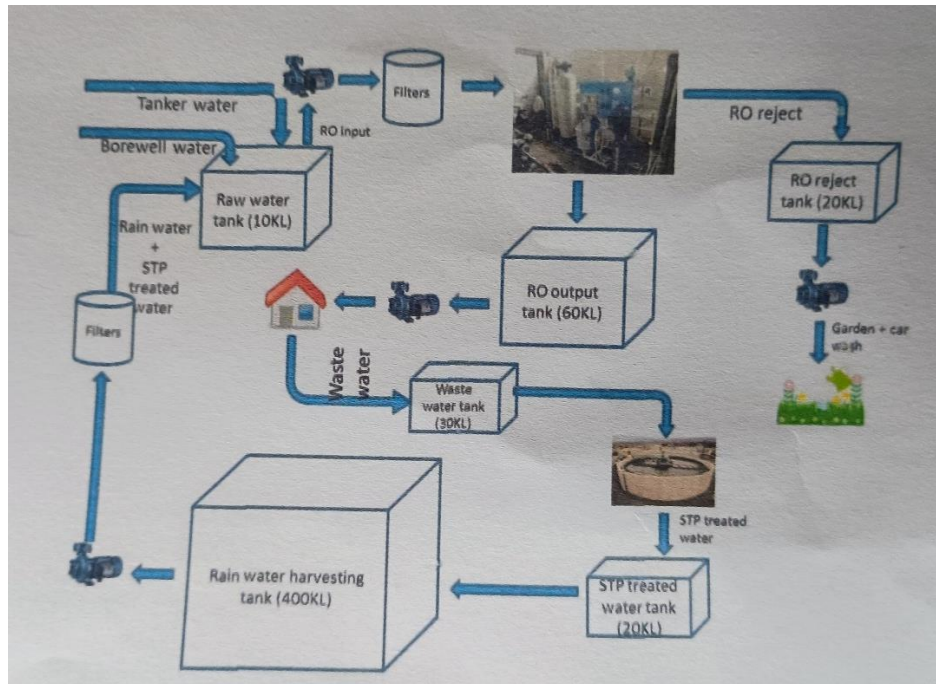 Tanker water
Borewell water
RO input
Filters
RO reject
Raw water
tank (10KL)
RO reject
tank (20KL)
Rain water
+
STP
treated
water
Filters
RO output
tank (60KL)
Garden + car
wash
Waste
water
Waste
water tank
(30KL)
STP treated
water
Rain water harvesting
tank (400KL)
STP treated
water tank
(20KL)